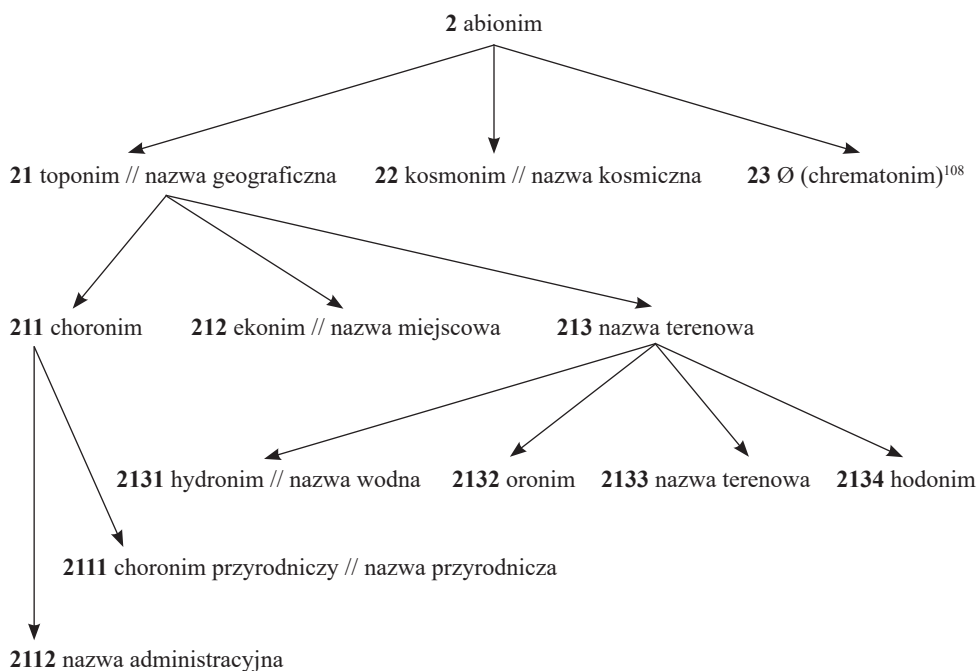 2 abionim
21 toponim // nazwa geograficzna 22 kosmonim // nazwa kosmiczna 23 Ø (chrematonim)¹⁰⁸
211 choronim 212 ekonim // nazwa miejscowa 213 nazwa terenowa
2131 hydronim // nazwa wodna 2132 oronim 2133 nazwa terenowa 2134 hodonim
2111 choronim przyrodniczy // nazwa przyrodnicza
2112 nazwa administracyjna